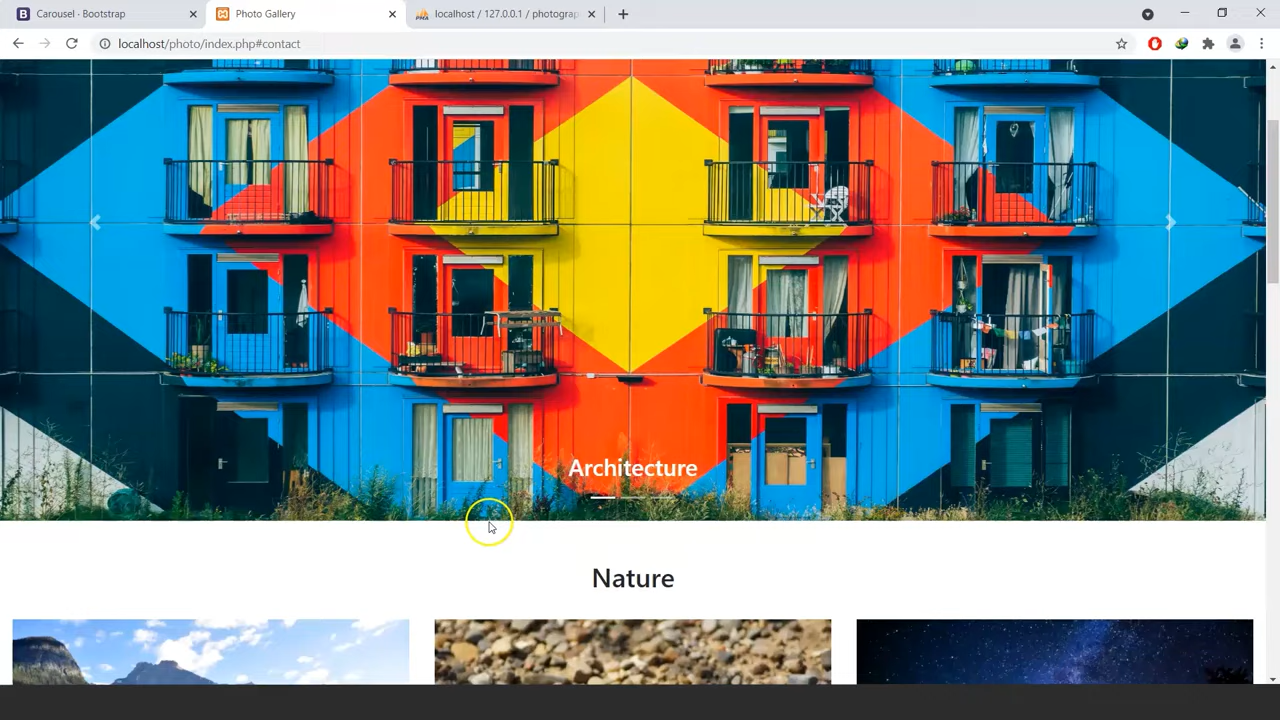 Carousel · Bootstrap
Photo Gallery
localhost / 127.0.0.1 / photograp
localhost/photo/index.php#contact
Architecture
Nature